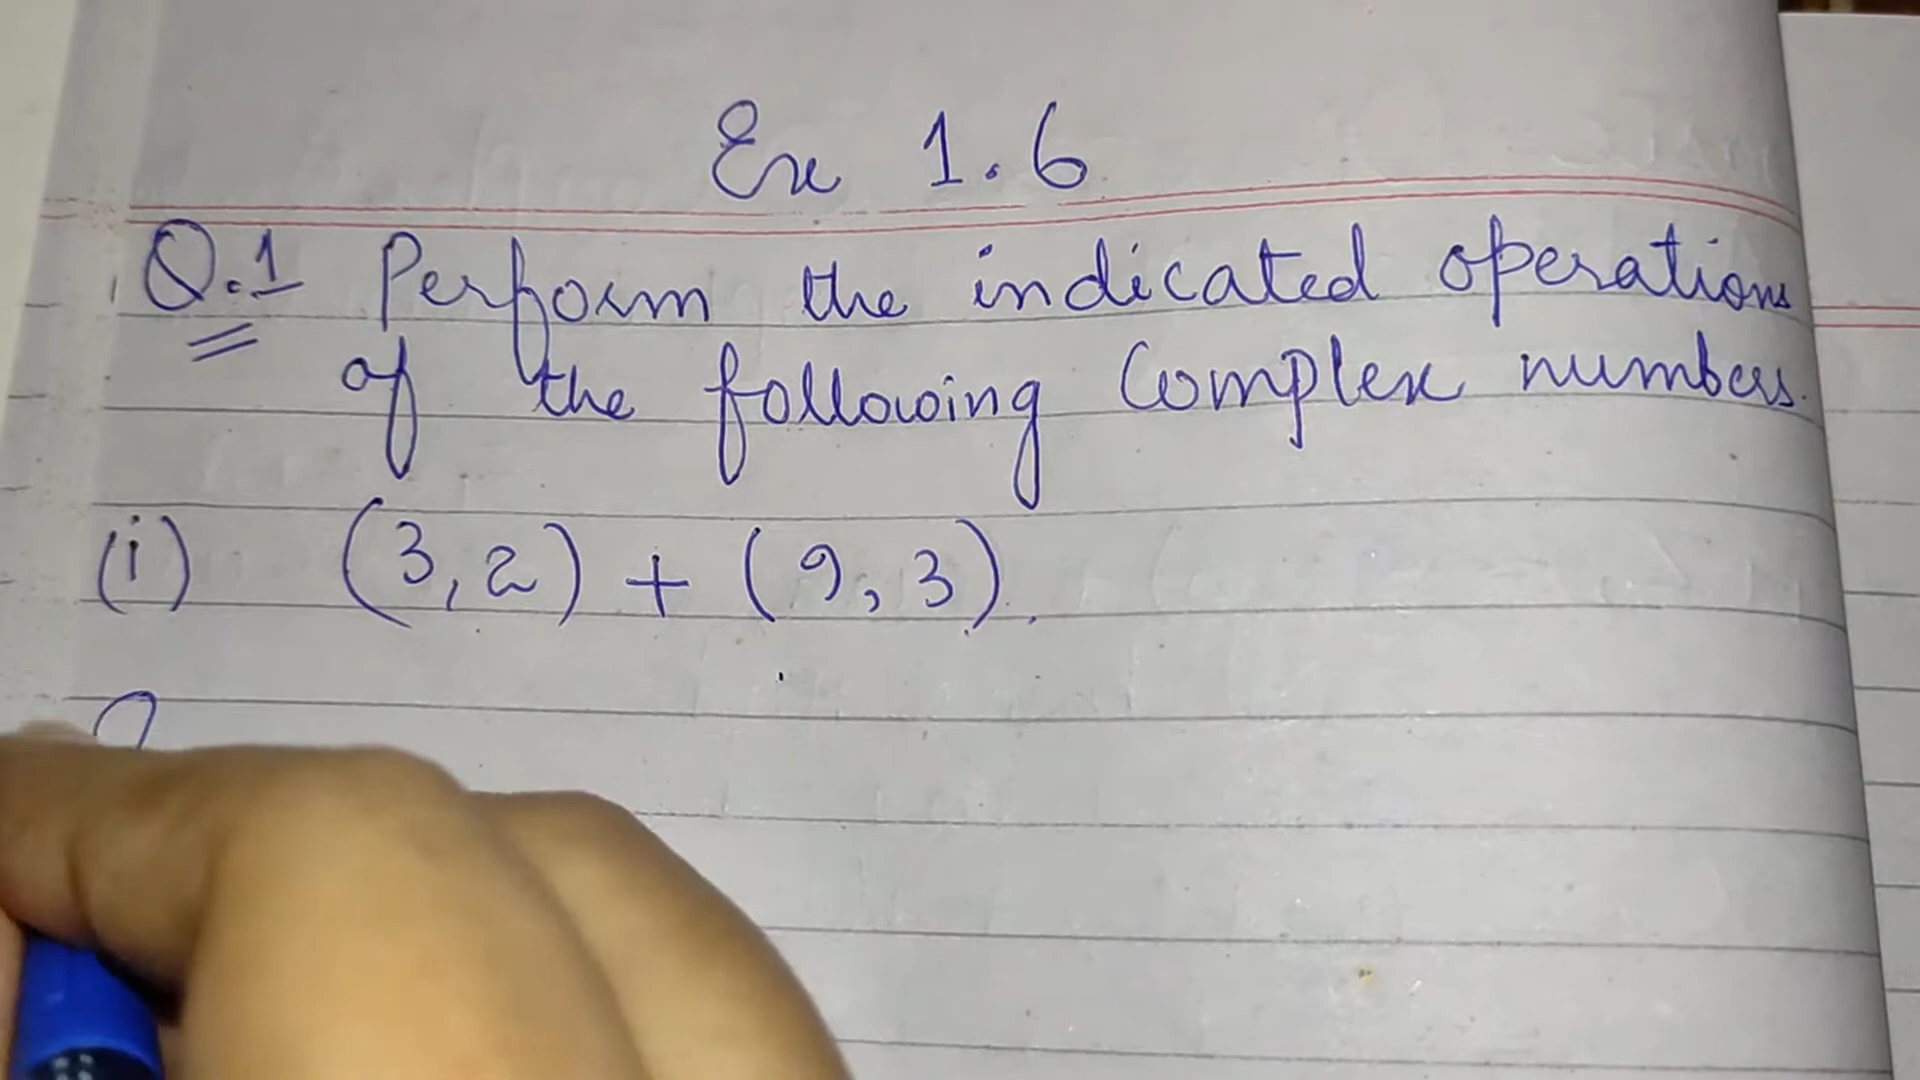 Ex 1.6
Q.1 Perform the indicated operations
of the following Complex numbers.
(i) (3,2) + (9,3).